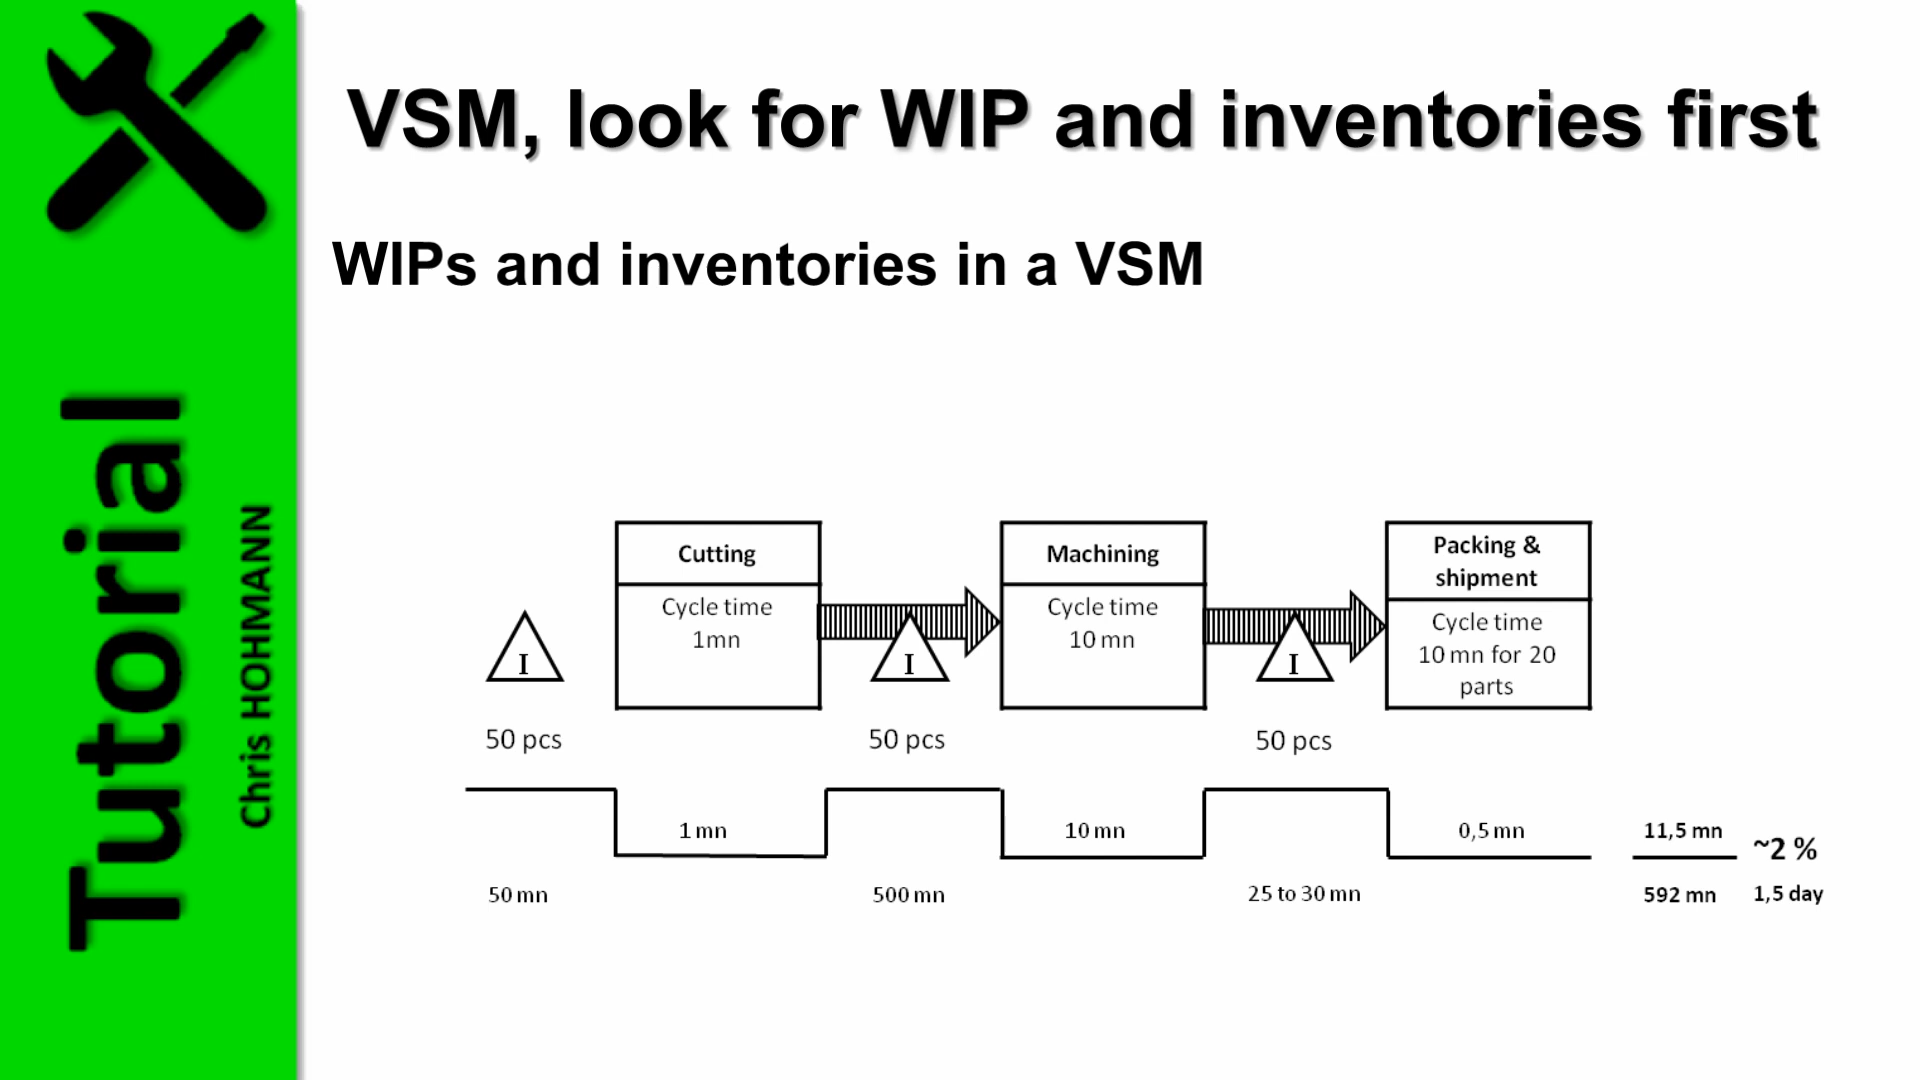 VSM, look for WIP and inventories first
WIPs and inventories in a VSM
Tutorial
Chris HOHMANN
Cutting
Cycle time
1mn
Machining
Cycle time
10 mn
Packing &
shipment
Cycle time
10 mn for 20
parts
I
I
I
50 pcs
50 pcs
50 pcs
1 mn
10 mn
0,5 mn
11,5 mn
~2 %
50 mn
500 mn
25 to 30 mn
592 mn
1,5 day